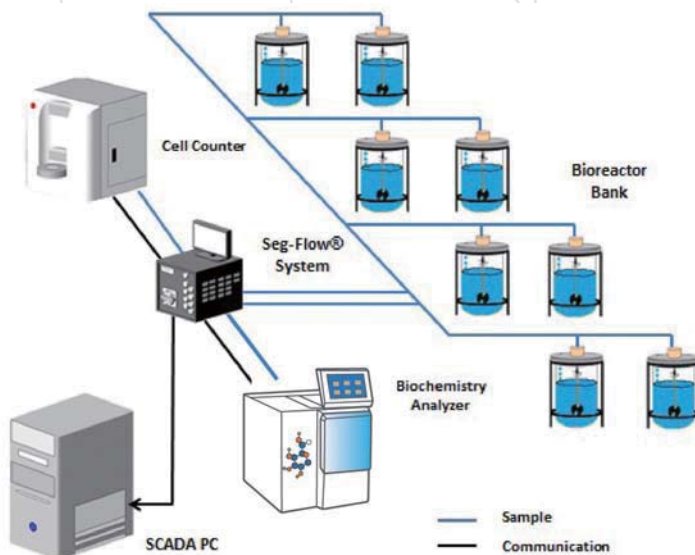 Cell Counter
Bioreactor
Bank
Seg-Flow®
System
Biochemistry
Analyzer
SCADA PC
Sample
Communication